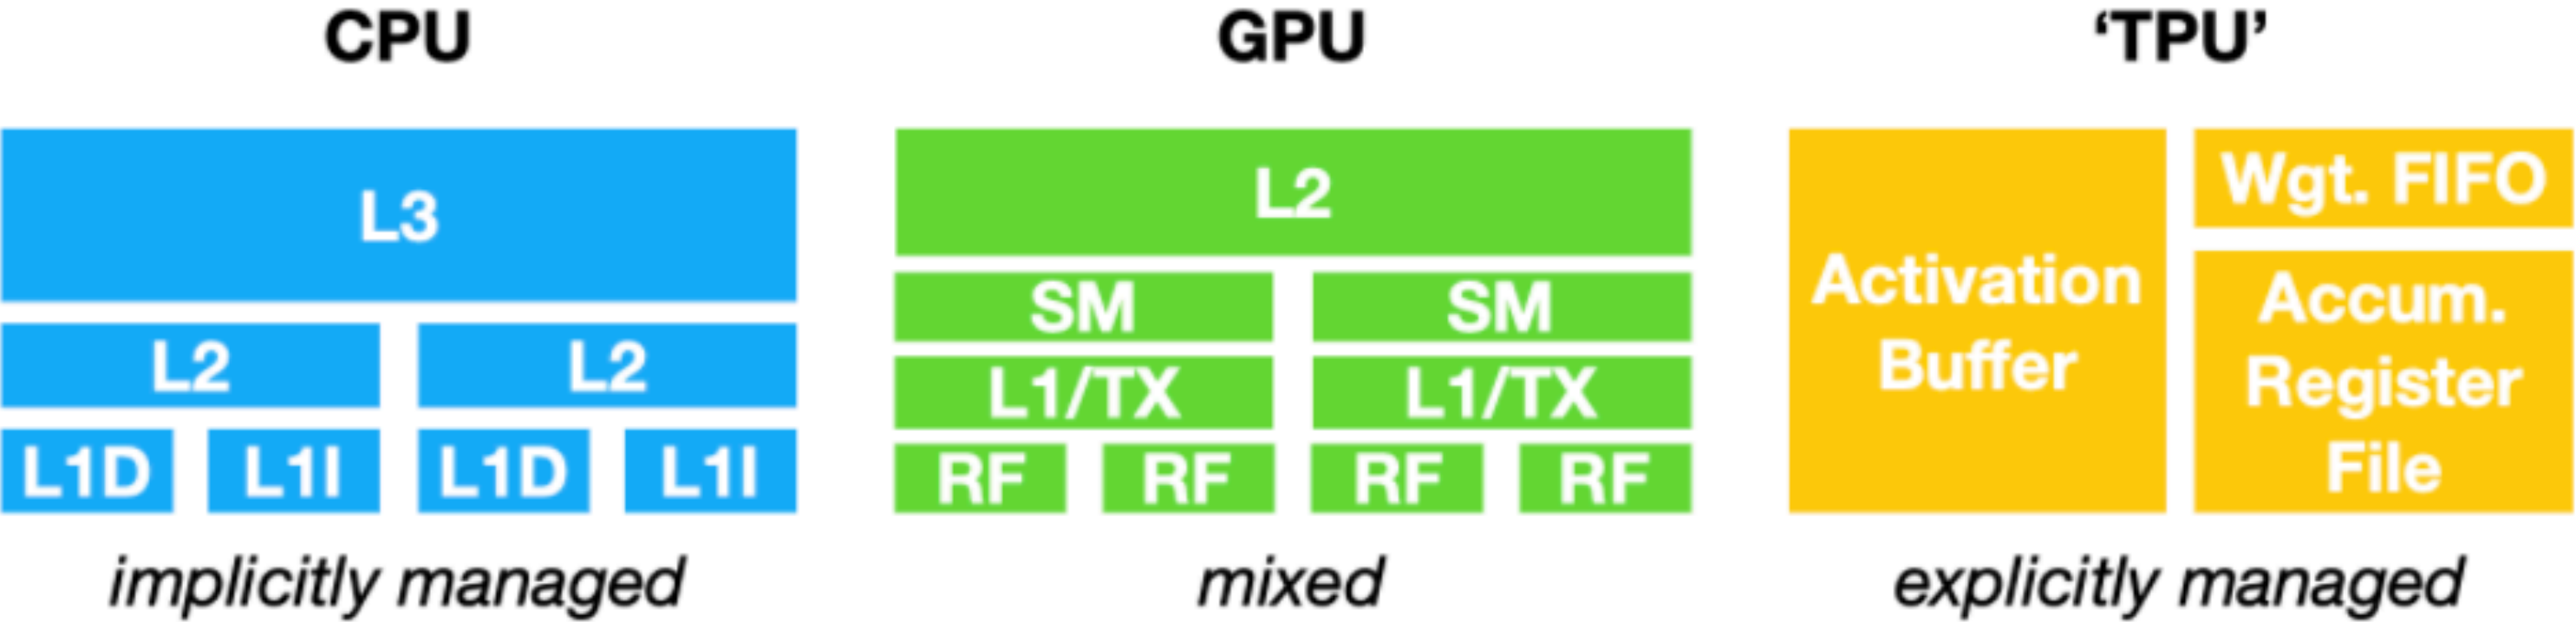 CPU
GPU
‘TPU’
L3
L2
L2
L1D
L1I
L1D
L1I
implicitly managed
L2
SM
SM
L1/TX
L1/TX
RF
RF
RF
RF
mixed
Activation
Buffer
Wgt. FIFO
Accum.
Register
File
explicitly managed